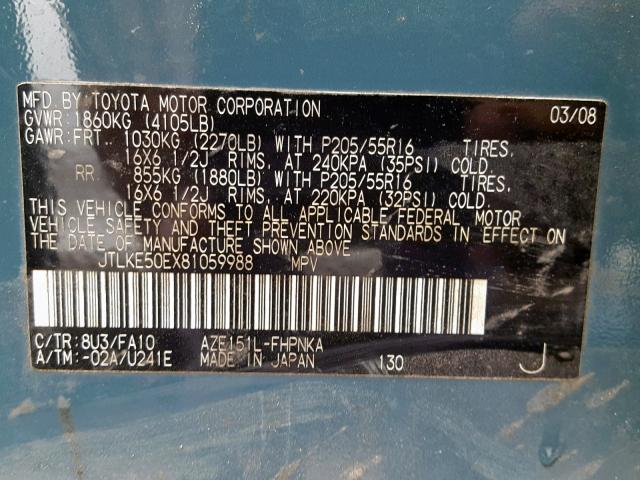 MFD.BY TOYOTA MOTOR CORPORATION 03/08
GVWR:1860KG (4105LB)
GAWR:FRT. 1030KG (2270LB) WITH P205/55R16 TIRES,
16X6 1/2J RIMS, AT 240KPA (35PSI) COLD.
RR. 855KG (1880LB) WITH P205/55R16 TIRES,
16X6 1/2J RIMS, AT 220KPA (32PSI) COLD.
THIS VEHICLE CONFORMS TO ALL APPLICABLE FEDERAL MOTOR
VEHICLE SAFETY AND THEFT PREVENTION STANDARDS IN EFFECT ON
THE DATE OF MANUFACTURE SHOWN ABOVE.
JTLKE50EX81059988 MPV
C/TR:8U3/FA10 AZE151L-FHPNKA
A/TM:-02A/U241E MADE IN JAPAN 130 J